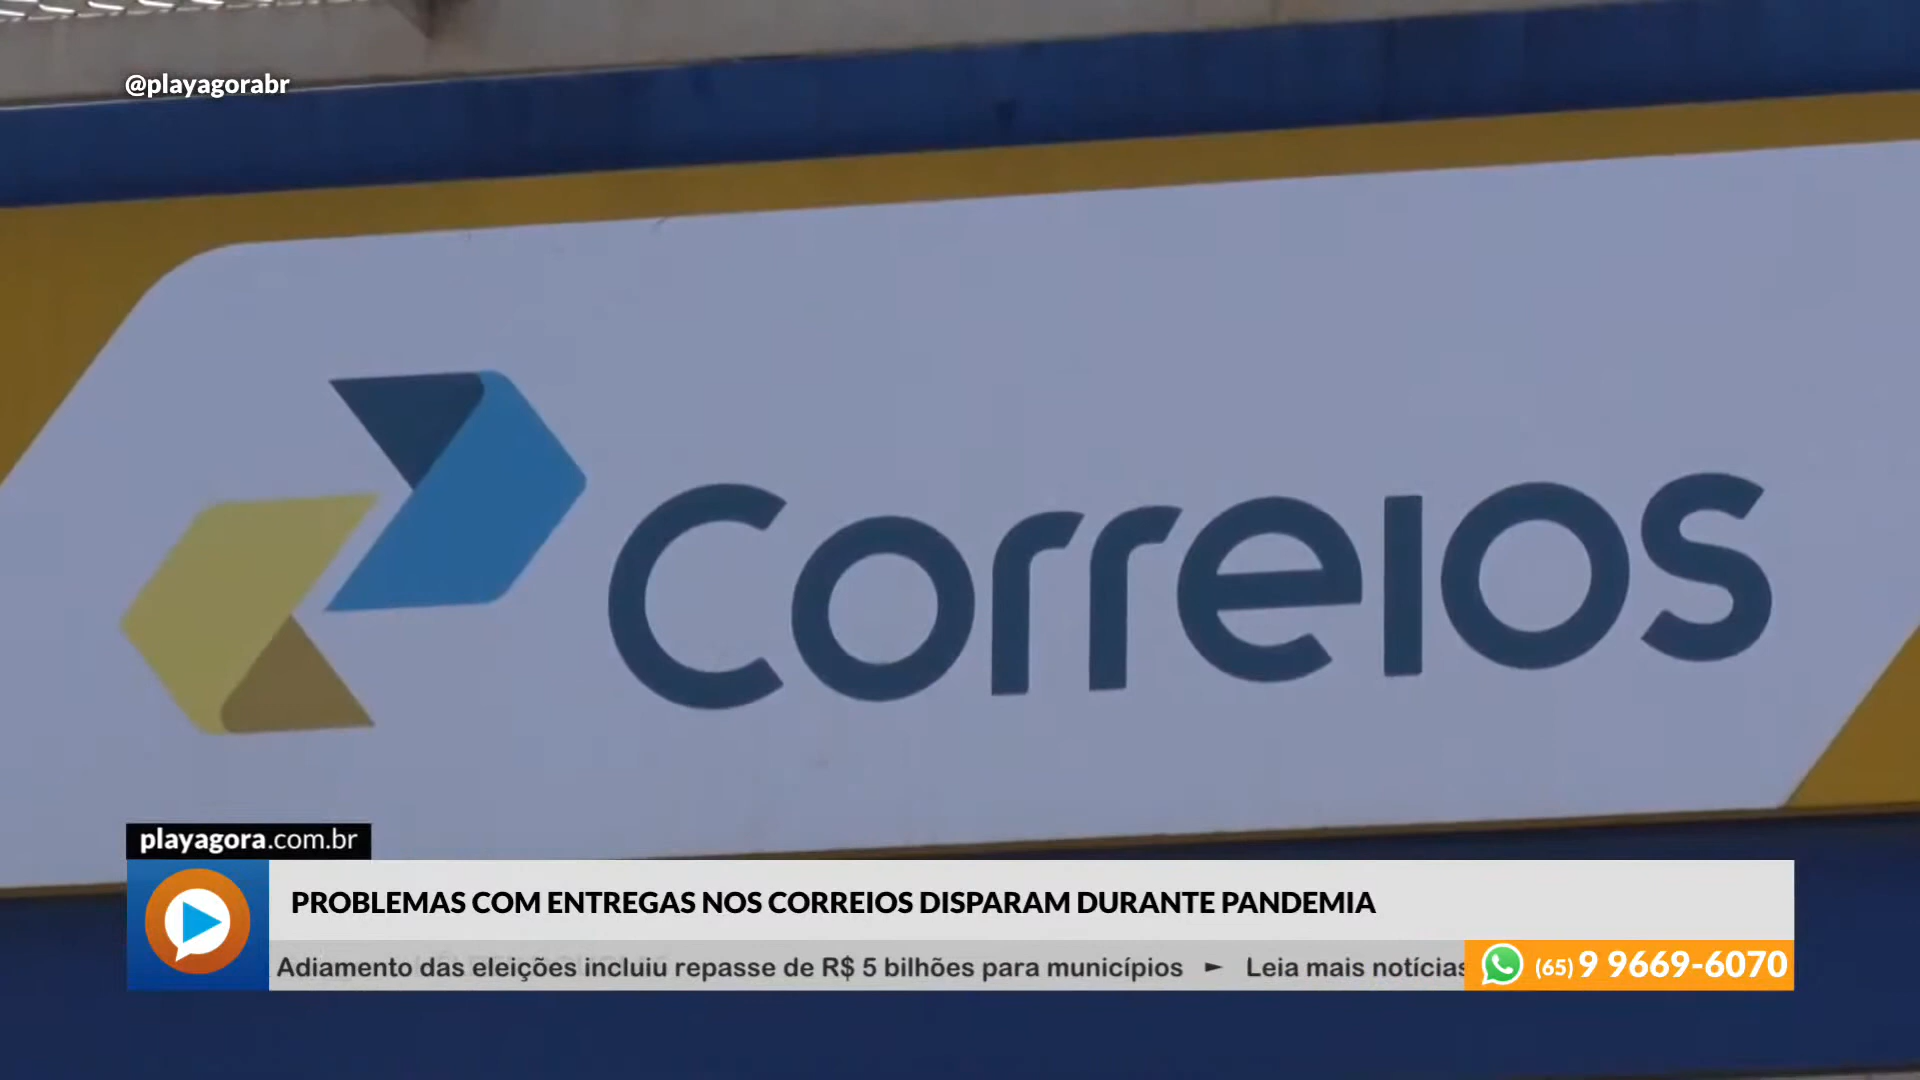 @playagorabr
Correios
playagora.com.br
PROBLEMAS COM ENTREGAS NOS CORREIOS DISPARAM DURANTE PANDEMIA
Adiamento das eleições incluiu repasse de R$ 5 bilhões para municípios ► Leia mais notícias
(65) 9 9669-6070